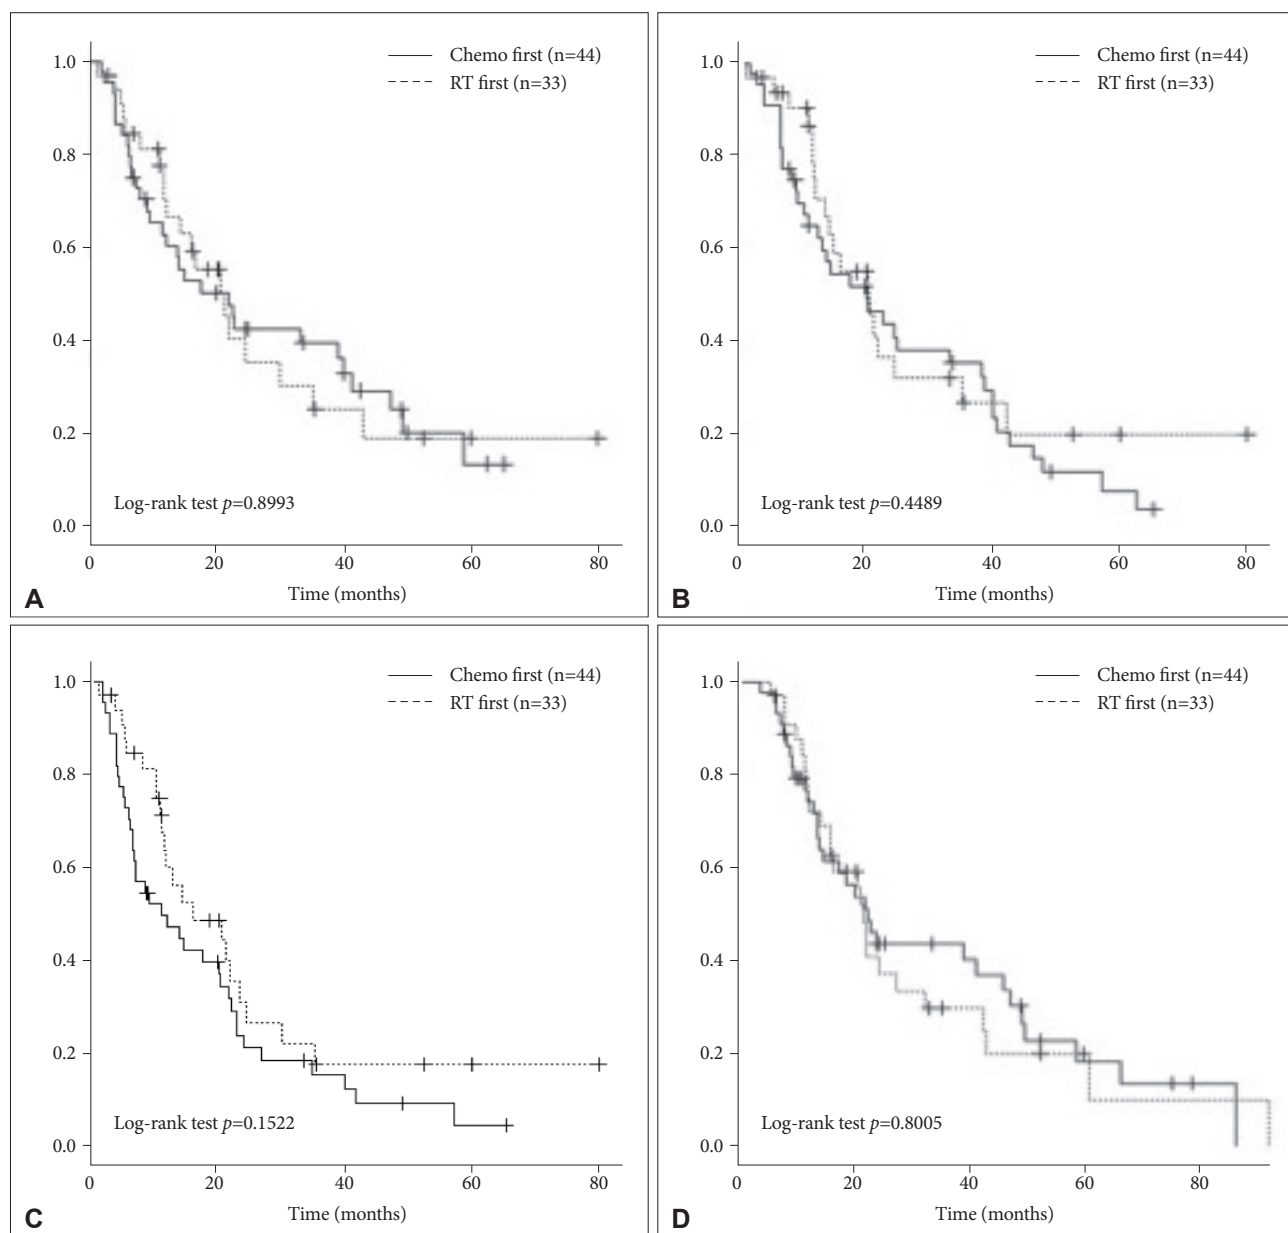 Chemo first (n=44)
RT first (n=33)
1.0
0.8
0.6
0.4
0.2
0.0
Log-rank test p=0.8993
0 20 40 60 80
Time (months)
A
Chemo first (n=44)
RT first (n=33)
1.0
0.8
0.6
0.4
0.2
0.0
Log-rank test p=0.4489
0 20 40 60 80
Time (months)
B
Chemo first (n=44)
RT first (n=33)
1.0
0.8
0.6
0.4
0.2
0.0
Log-rank test p=0.1522
0 20 40 60 80
Time (months)
C
Chemo first (n=44)
RT first (n=33)
1.0
0.8
0.6
0.4
0.2
0.0
Log-rank test p=0.8005
0 20 40 60 80
Time (months)
D